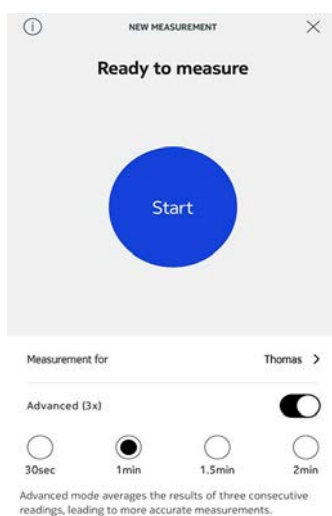 NEW MEASUREMENT
Ready to measure
Start
Measurement for Thomas
Advanced (3x)
30sec 1min 1.5min 2min
Advanced mode averages the results of three consecutive
readings, leading to more accurate measurements.